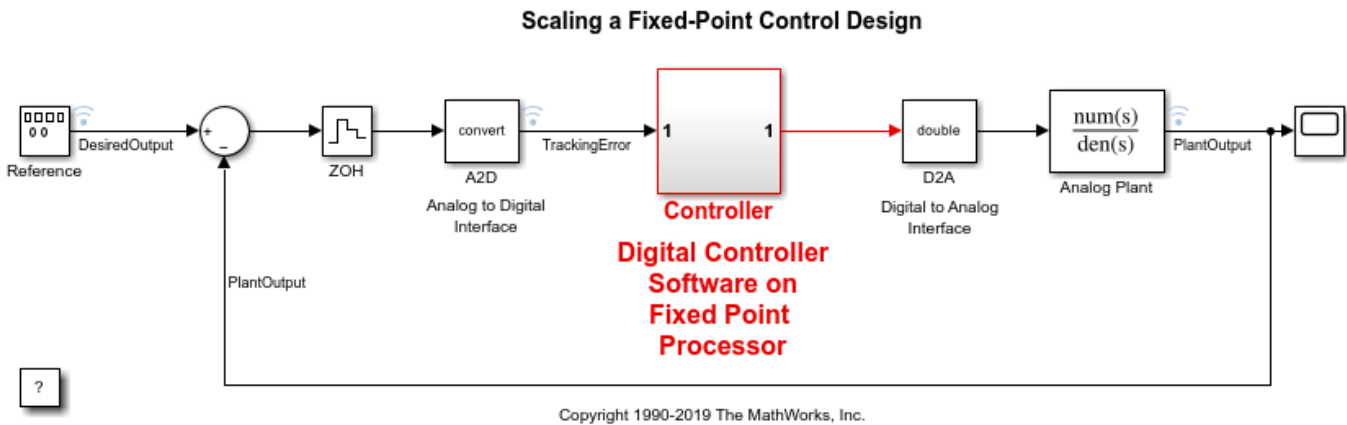 Scaling a Fixed-Point Control Design
0 0
Reference
DesiredOutput
+
−
ZOH
convert
A2D
Analog to Digital
Interface
TrackingError
1
1
Controller
Digital Controller
Software on
Fixed Point
Processor
double
D2A
Digital to Analog
Interface
num(s)
den(s)
Analog Plant
PlantOutput
PlantOutput
?
Copyright 1990-2019 The MathWorks, Inc.